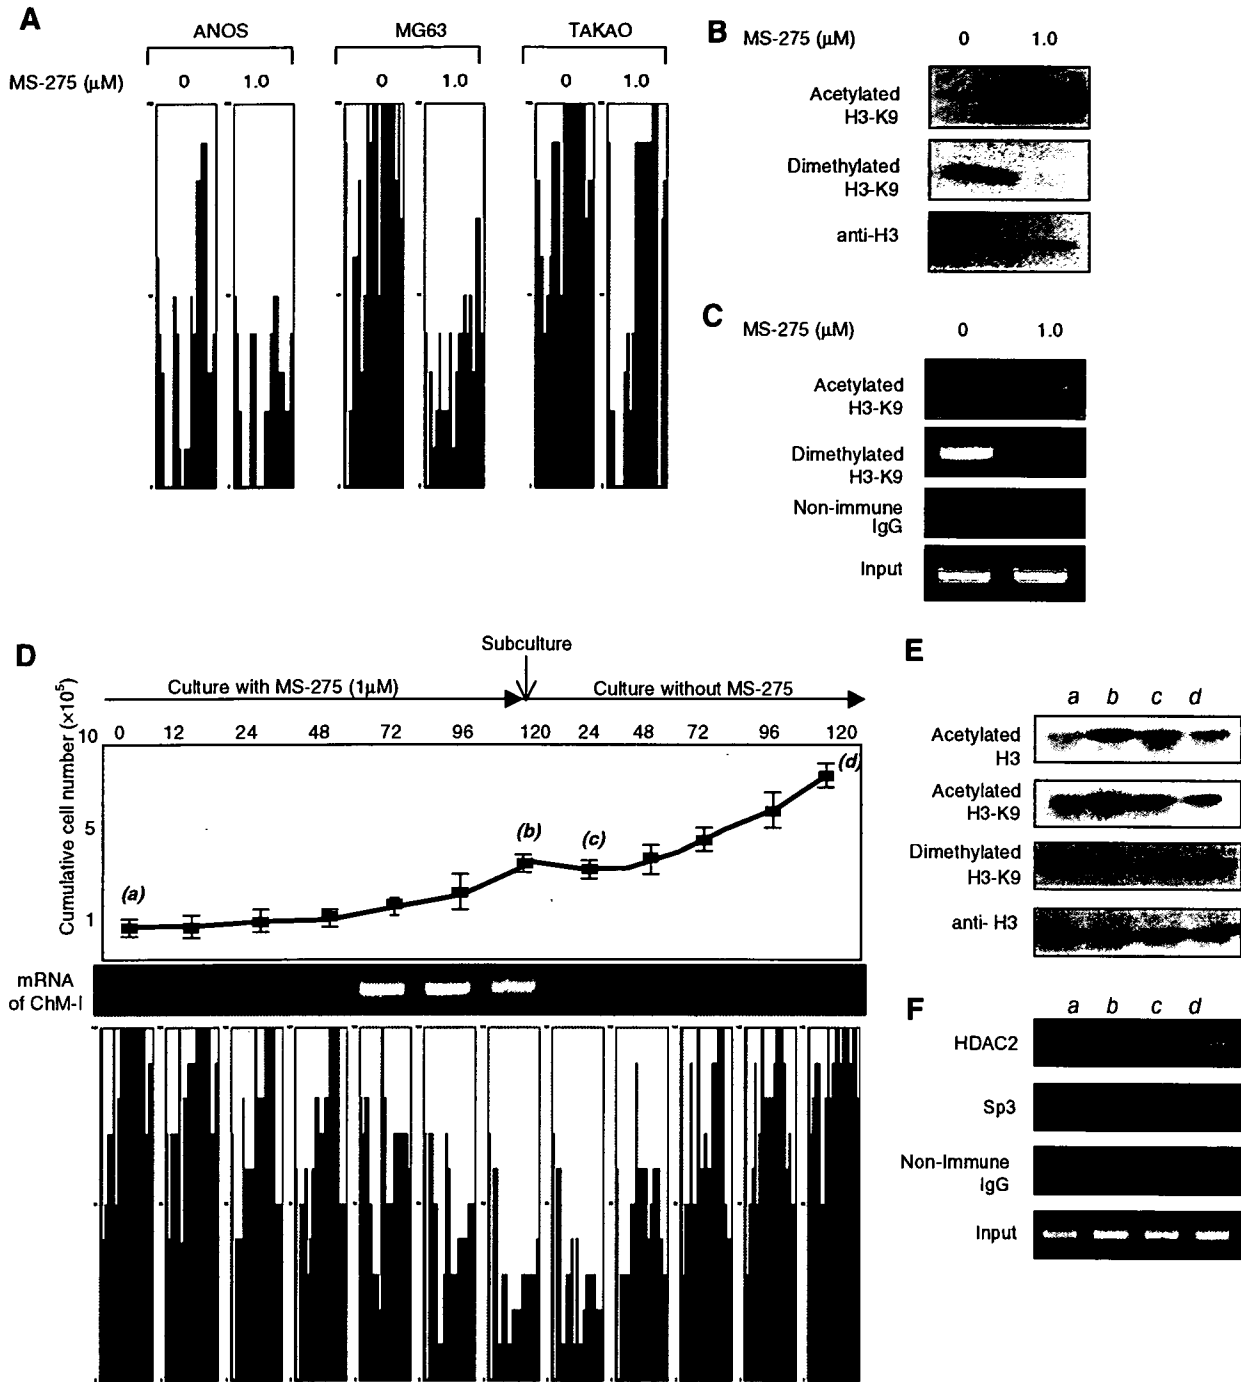 A
ANOS MG63 TAKAO
MS-275 (μM) 0 1.0 0 1.0 0 1.0
B
MS-275 (μM) 0 1.0
Acetylated
H3-K9
Dimethylated
H3-K9
anti-H3
C
MS-275 (μM) 0 1.0
Acetylated
H3-K9
Dimethylated
H3-K9
Non-immune
IgG
Input
D
Subculture
Culture with MS-275 (1μM) Culture without MS-275
0 12 24 48 72 96 120 24 48 72 96 120
Cumulative cell number (×10⁵)
10
5
1
(a) (b) (c) (d)
mRNA
of ChM-I
E
a b c d
Acetylated
H3
Acetylated
H3-K9
Dimethylated
H3-K9
anti- H3
F
a b c d
HDAC2
Sp3
Non-Immune
IgG
Input